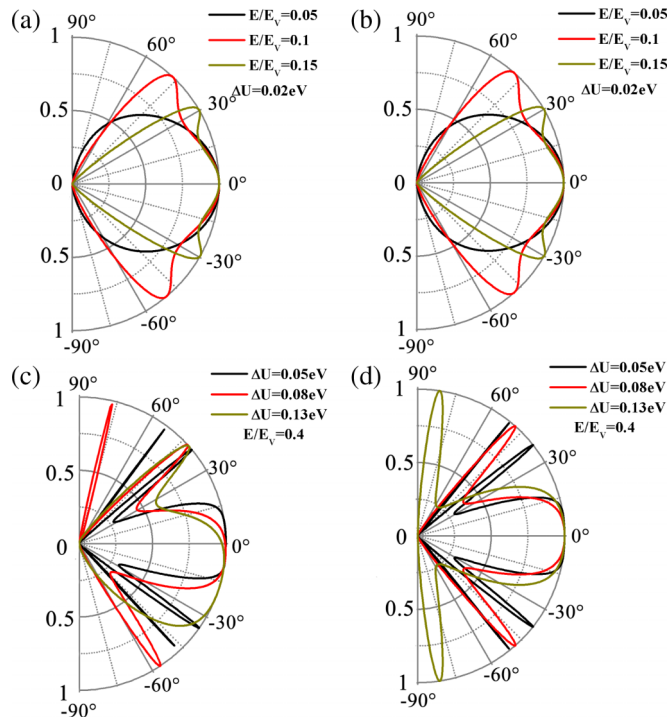 (a)
E/E_V=0.05
E/E_V=0.1
E/E_V=0.15
ΔU=0.02eV
90°
60°
30°
0°
-30°
-60°
-90°
1
0.5
0
0.5
1
(b)
E/E_V=0.05
E/E_V=0.1
E/E_V=0.15
ΔU=0.02eV
90°
60°
30°
0°
-30°
-60°
-90°
1
0.5
0
0.5
1
(c)
ΔU=0.05eV
ΔU=0.08eV
ΔU=0.13eV
E/E_V=0.4
90°
60°
30°
0°
-30°
-60°
-90°
1
0.5
0
0.5
1
(d)
ΔU=0.05eV
ΔU=0.08eV
ΔU=0.13eV
E/E_V=0.4
90°
60°
30°
0°
-30°
-60°
-90°
1
0.5
0
0.5
1